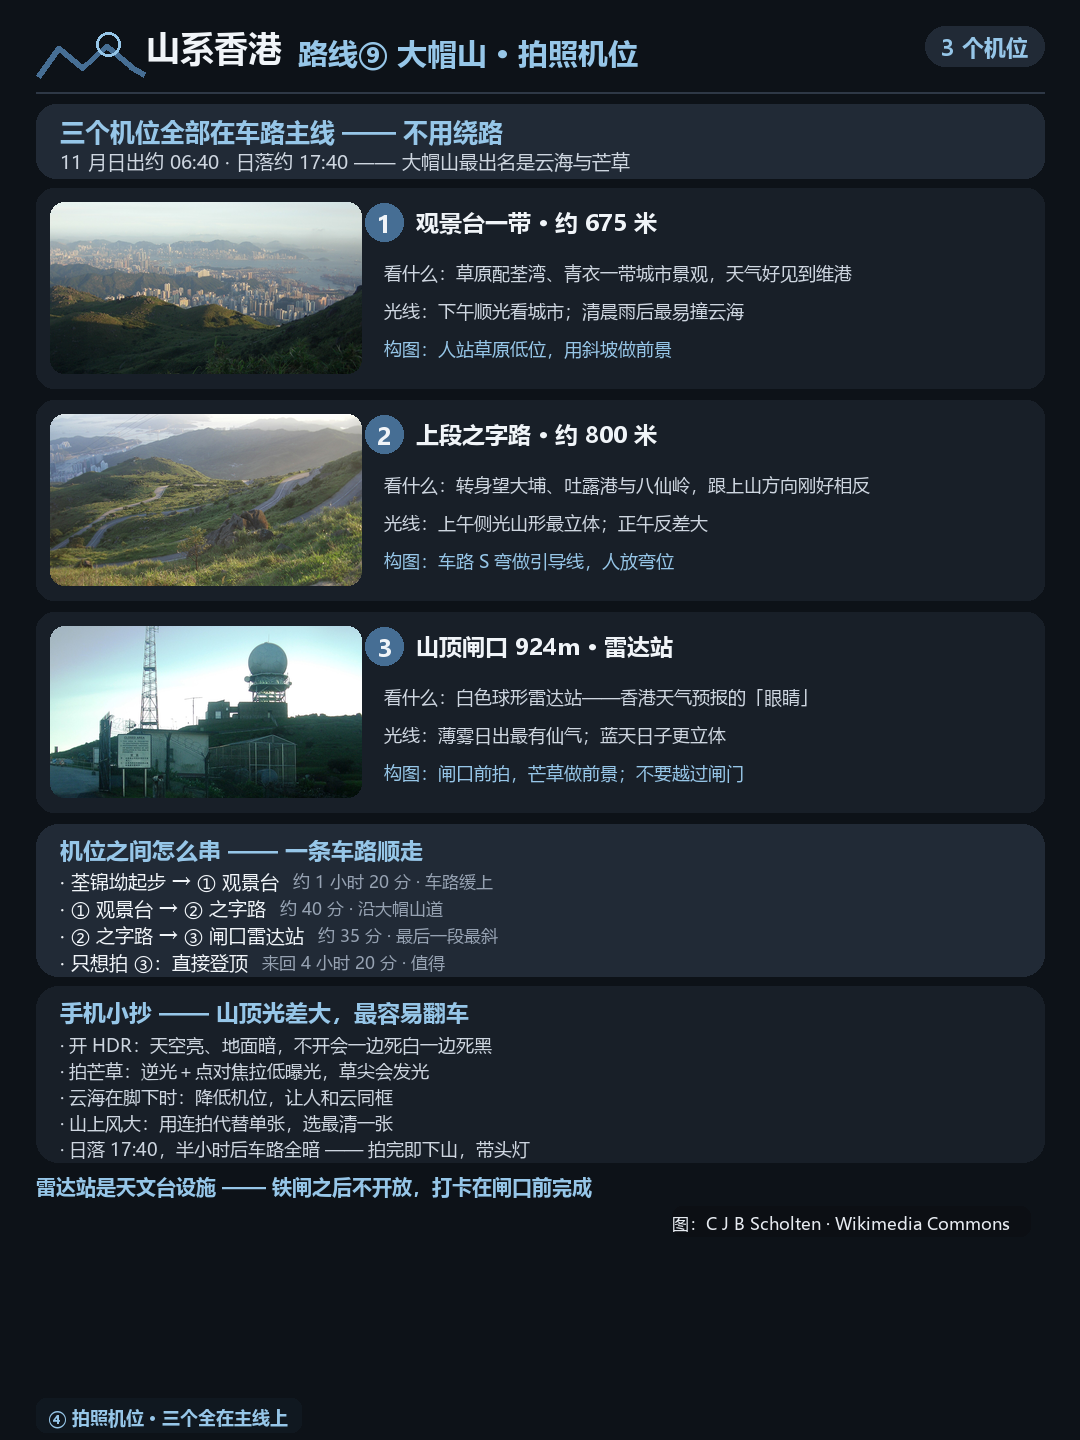 山系香港 路线⑨ 大帽山·拍照机位
3 个机位
三个机位全部在车路主线 —— 不用绕路
11 月日出约 06:40 · 日落约 17:40 —— 大帽山最出名是云海与芒草
1 观景台一带·约 675 米
看什么：草原配荃湾、青衣一带城市景观，天气好见到维港
光线：下午顺光看城市；清晨雨后最易撞云海
构图：人站草原低位，用斜坡做前景
2 上段之字路·约 800 米
看什么：转身望大埔、吐露港与八仙岭，跟上山方向刚好相反
光线：上午侧光山形最立体；正午反差大
构图：车路 S 弯做引导线，人放弯位
3 山顶闸口 924m·雷达站
看什么：白色球形雷达站——香港天气预报的「眼睛」
光线：薄雾日出最有仙气；蓝天日子更立体
构图：闸口前拍，芒草做前景；不要越过闸门
机位之间怎么串 —— 一条车路顺走
· 荃锦坳起步 → ① 观景台 约 1 小时 20 分 · 车路缓上
· ① 观景台 → ② 之字路 约 40 分 · 沿大帽山道
· ② 之字路 → ③ 闸口雷达站 约 35 分 · 最后一段最斜
· 只想拍 ③：直接登顶 来回 4 小时 20 分 · 值得
手机小抄 —— 山顶光差大，最容易翻车
· 开 HDR：天空亮、地面暗，不开会一边死白一边死黑
· 拍芒草：逆光 + 点对焦拉低曝光，草尖会发光
· 云海在脚下时：降低机位，让人和云同框
· 山上风大：用连拍代替单张，选最清一张
· 日落 17:40，半小时后车路全暗 —— 拍完即下山，带头灯
雷达站是天文台设施 —— 铁闸之后不开放，打卡在闸口前完成
图：C J B Scholten · Wikimedia Commons
④ 拍照机位·三个全在主线上